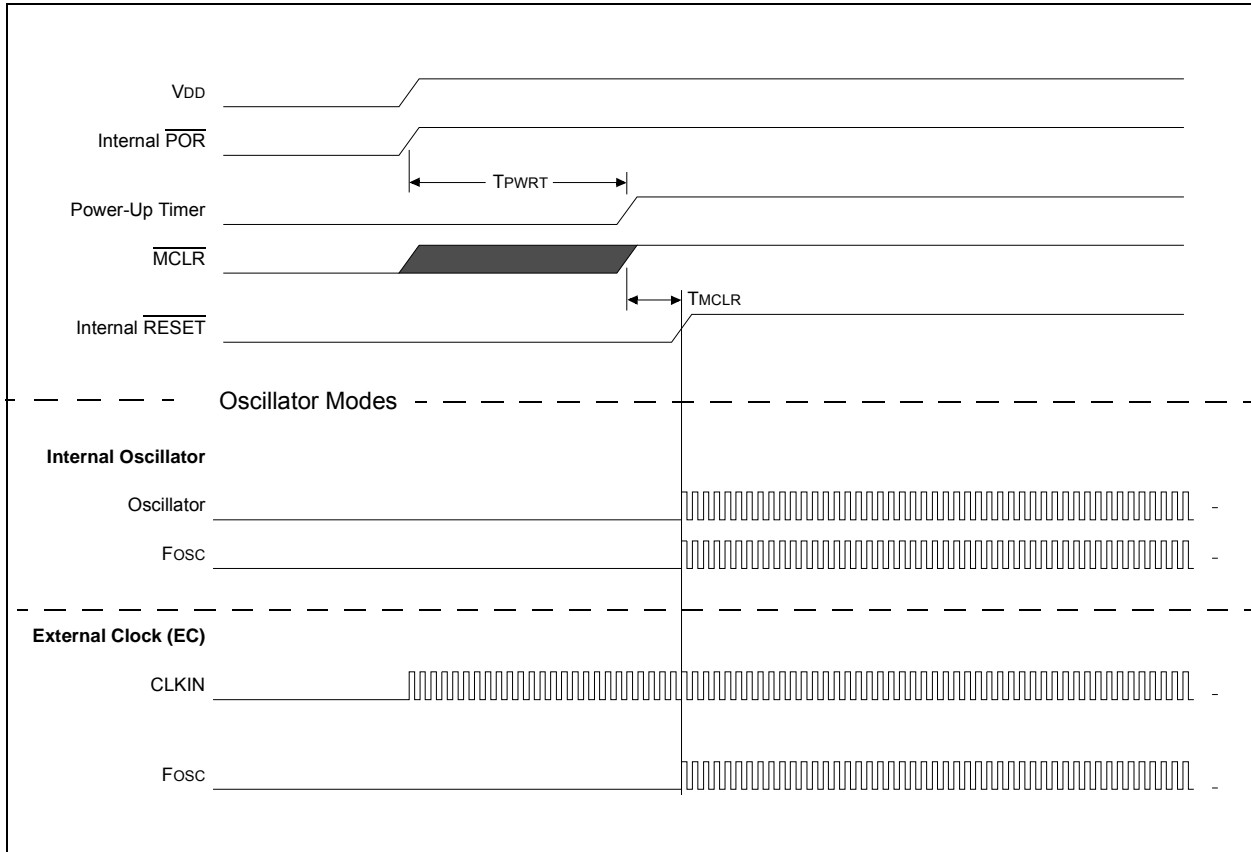 VDD
Internal POR
TPWRT
Power-Up Timer
MCLR
TMCLR
Internal RESET
Oscillator Modes
Internal Oscillator
Oscillator
FOSC
External Clock (EC)
CLKIN
FOSC